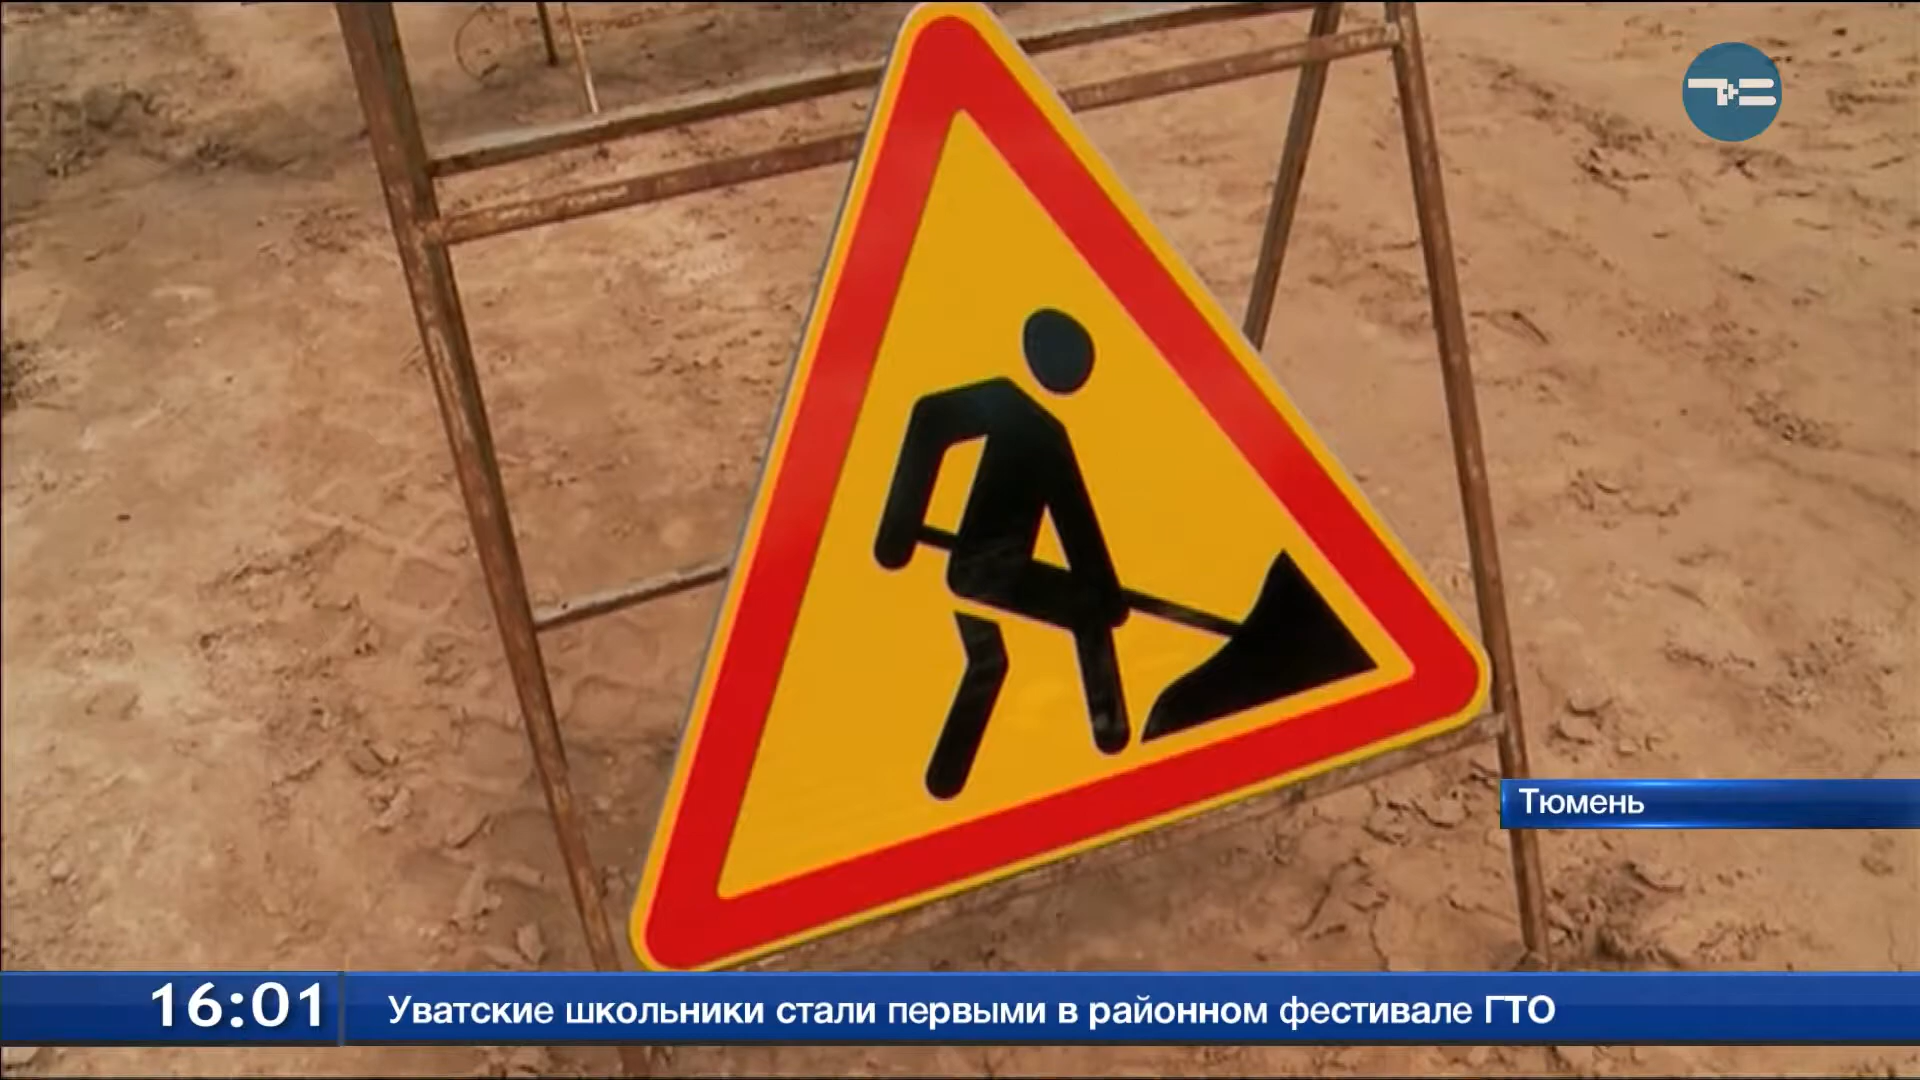 Тюмень
16:01 Уватские школьники стали первыми в районном фестивале ГТО